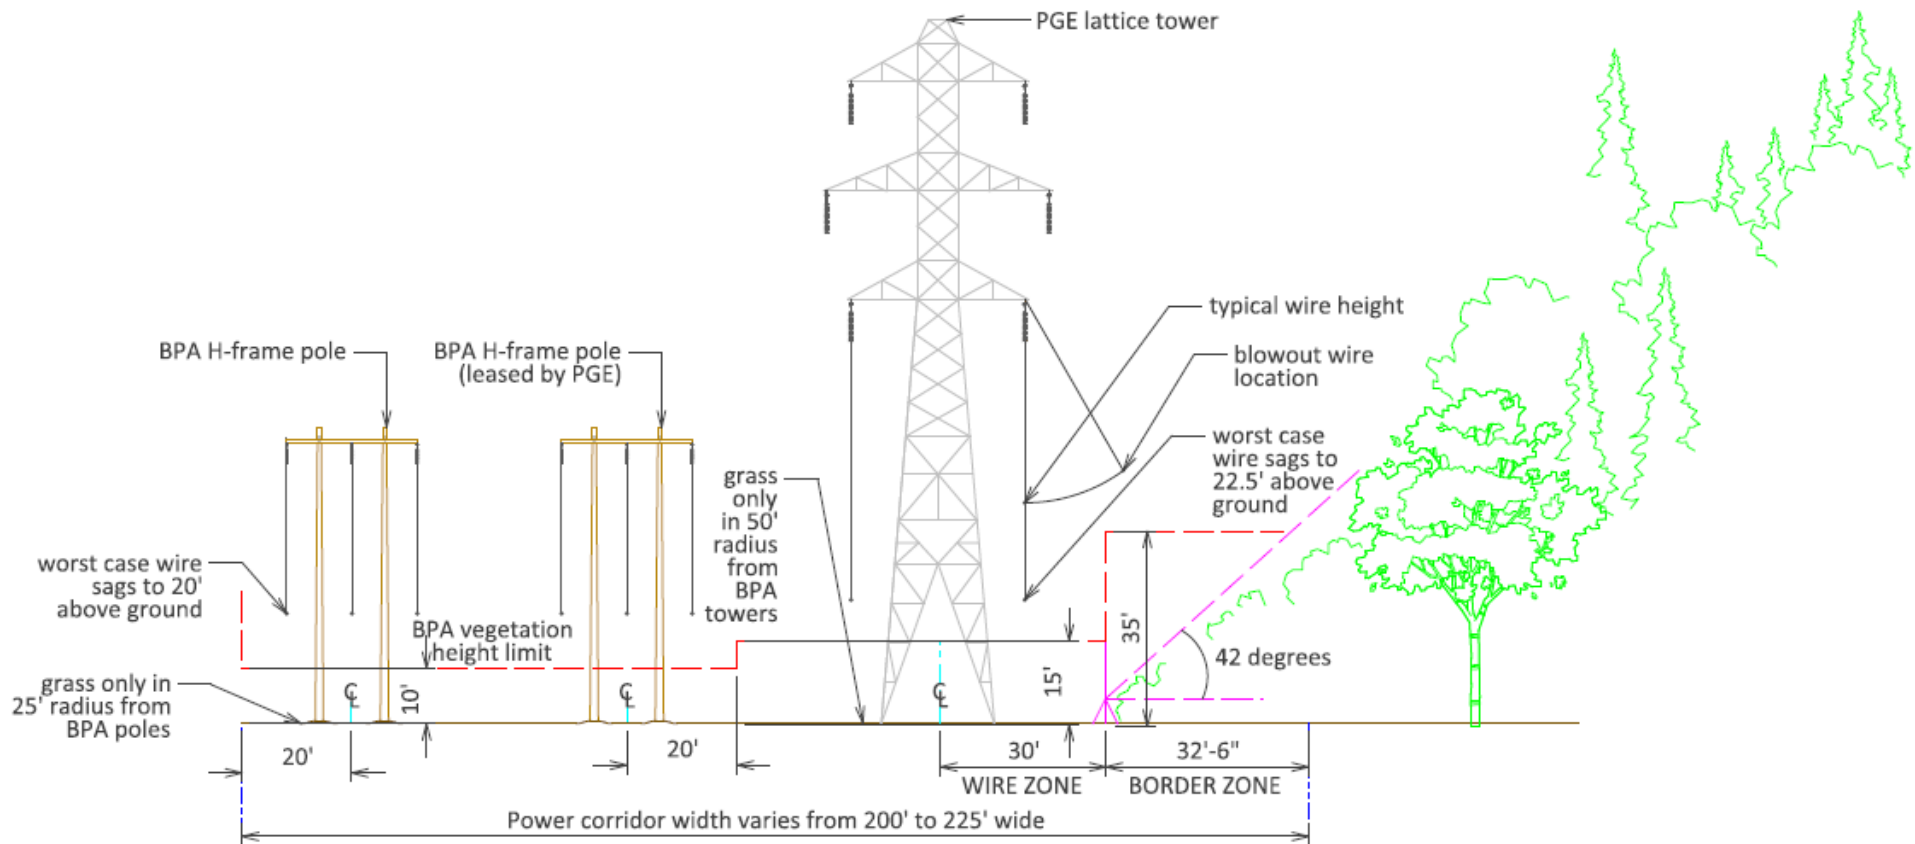 PGE lattice tower
typical wire height
BPA H-frame pole
BPA H-frame pole
(leased by PGE)
blowout wire
location
worst case
wire sags to
22.5' above
ground
grass
only
in 50'
radius
from
BPA
towers
worst case wire
sags to 20'
above ground
BPA vegetation
height limit
35'
42 degrees
grass only in
25' radius from
BPA poles
CL
10'
CL
CL
15'
20'
20'
30'
32'-6"
WIRE ZONE
BORDER ZONE
Power corridor width varies from 200' to 225' wide